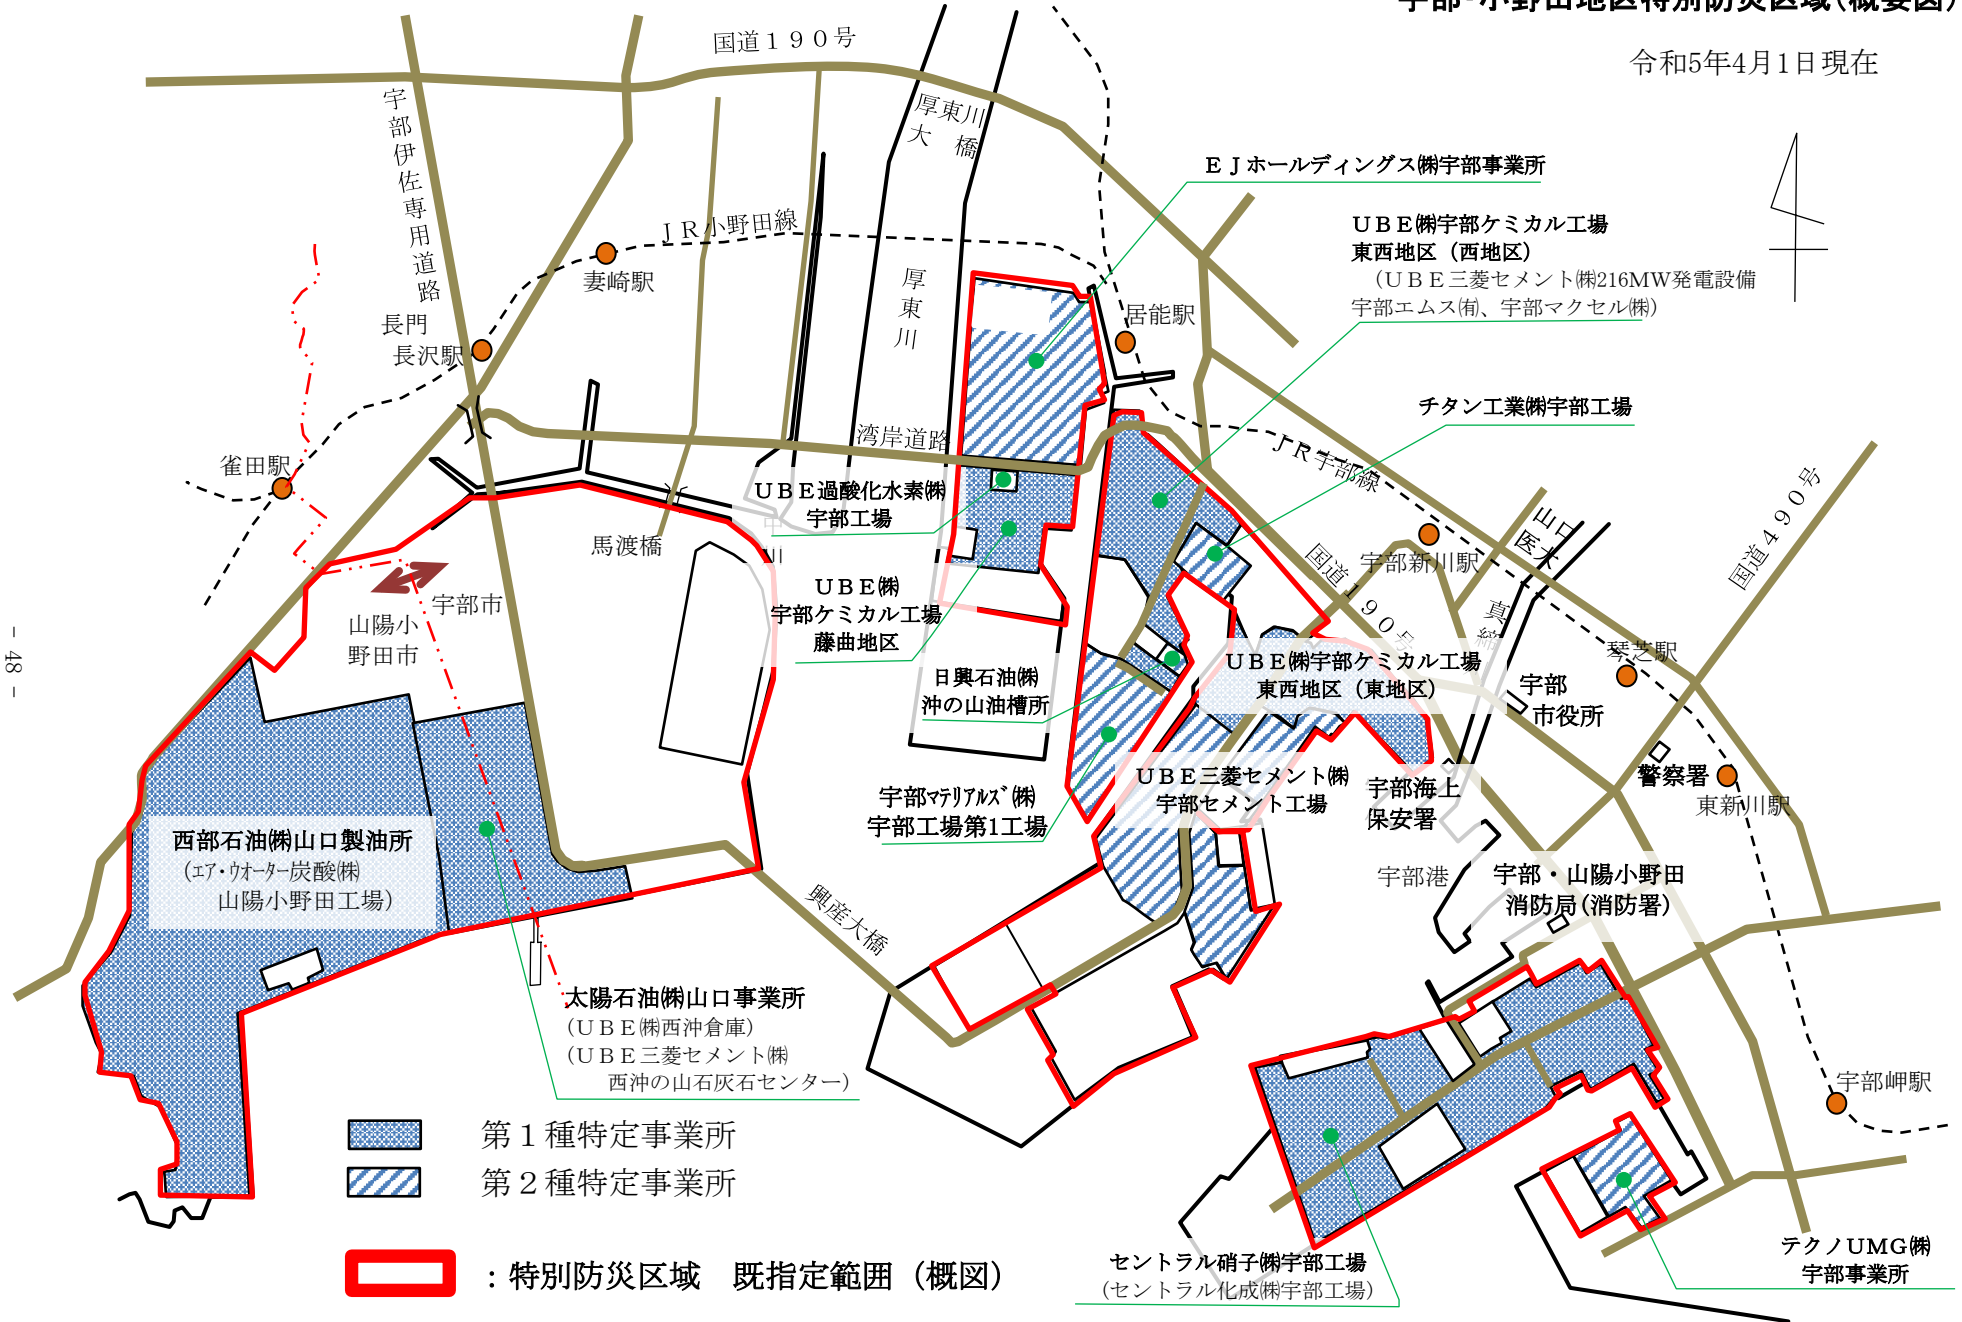 宇部・小野田地区特別防災区域（概要図）
令和5年4月1日現在
国道１９０号
厚東川
大　橋
宇部伊佐専用道路
ＥＪホールディングス㈱宇部事業所
ＵＢＥ㈱宇部ケミカル工場
東西地区（西地区）
（ＵＢＥ三菱セメント㈱216MW発電設備
宇部エムス㈲、宇部マクセル㈱）
ＪＲ小野田線
妻崎駅
厚東川
居能駅
長門
長沢駅
チタン工業㈱宇部工場
湾岸道路
ＪＲ宇部線
雀田駅
国道４９０号
ＵＢＥ過酸化水素㈱
宇部工場
中川
山口
医大
馬渡橋
宇部新川駅
国道１９０号
ＵＢＥ㈱
宇部ケミカル工場
藤曲地区
宇部市
山陽小
野田市
真締
琴芝駅
ＵＢＥ㈱宇部ケミカル工場
東西地区（東地区）
日興石油㈱
沖の山油槽所
宇部
市役所
－ 48 －
警察署
東新川駅
ＵＢＥ三菱セメント㈱
宇部セメント工場
宇部海上
保安署
宇部ﾏﾃﾘｱﾙｽﾞ㈱
宇部工場第1工場
西部石油㈱山口製油所
（ｴｱ・ｳｫｰﾀｰ炭酸㈱
山陽小野田工場）
宇部港
宇部・山陽小野田
消防局（消防署）
興産大橋
太陽石油㈱山口事業所
（ＵＢＥ㈱西沖倉庫）
（ＵＢＥ三菱セメント㈱
西沖の山石灰石センター）
宇部岬駅
第１種特定事業所
第２種特定事業所
：特別防災区域　既指定範囲（概図）
セントラル硝子㈱宇部工場
（セントラル化成㈱宇部工場）
テクノUMG㈱
宇部事業所